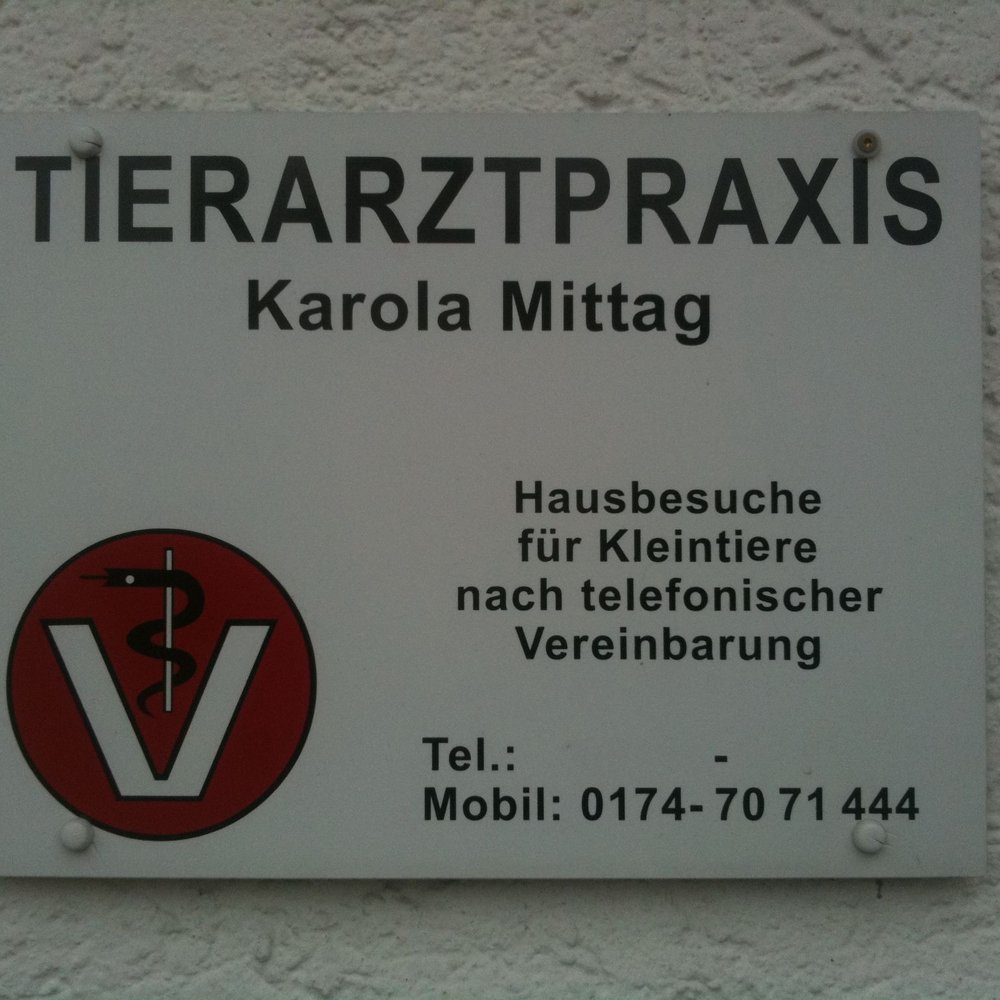 TIERARZTPRAXIS
Karola Mittag
Hausbesuche
für Kleintiere
nach telefonischer
Vereinbarung
Tel.: -
Mobil: 0174-70 71 444
V